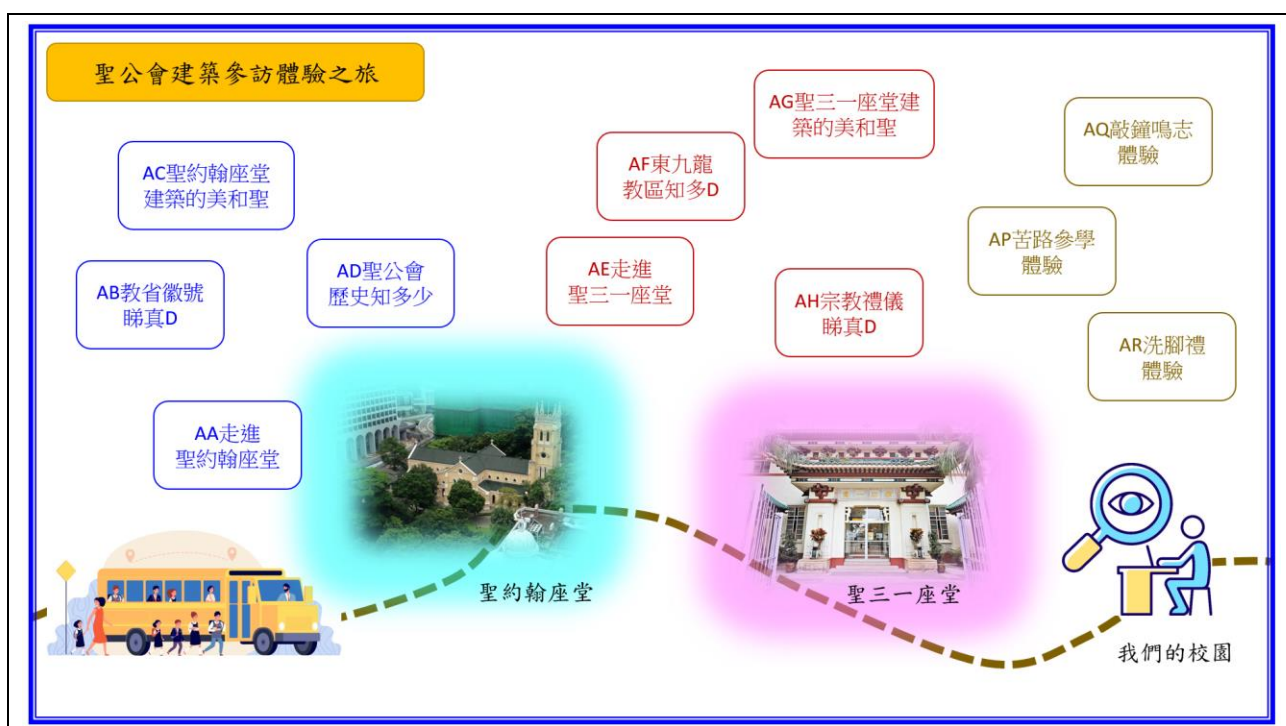 聖公會建築參訪體驗之旅
AC聖約翰座堂
建築的美和聖
AB教省徽號
睇真D
AD聖公會
歷史知多少
AA走進
聖約翰座堂
AF東九龍
教區知多D
AG聖三一座堂建
築的美和聖
AE走進
聖三一座堂
AH宗教禮儀
睇真D
AQ敲鐘鳴志
體驗
AP苦路參學
體驗
AR洗腳禮
體驗
聖約翰座堂
聖三一座堂
我們的校園